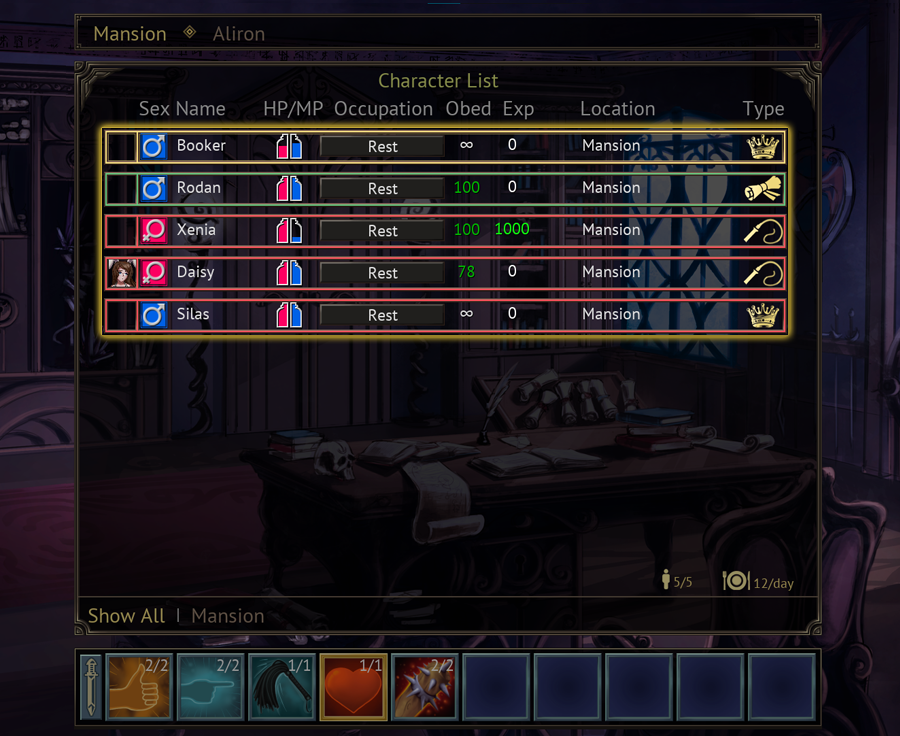 Mansion Aliron
Character List
Sex Name HP/MP Occupation Obed Exp Location Type
Booker Rest ∞ 0 Mansion
Rodan Rest 100 0 Mansion
Xenia Rest 100 1000 Mansion
Daisy Rest 78 0 Mansion
Silas Rest ∞ 0 Mansion
5/5 12/day
Show All | Mansion
2/2 2/2 1/1 1/1 2/2